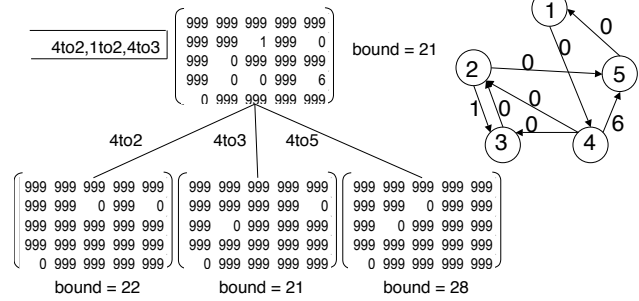 4to2,1to2,4to3
999 999 999 999 999
999 999 1 999 0
999 0 999 999 999
999 0 0 999 6
0 999 999 999 999
bound = 21
1
0
0
2
0
5
1
0
0
0
6
3
4
4to2
4to3
4to5
999 999 999 999 999
999 999 0 999 0
999 999 999 999 999
999 999 999 999 999
0 999 999 999 999
bound = 22
999 999 999 999 999
999 999 999 999 0
999 0 999 999 999
999 999 999 999 999
0 999 999 999 999
bound = 21
999 999 999 999 999
999 999 0 999 999
999 0 999 999 999
999 999 999 999 999
0 999 999 999 999
bound = 28